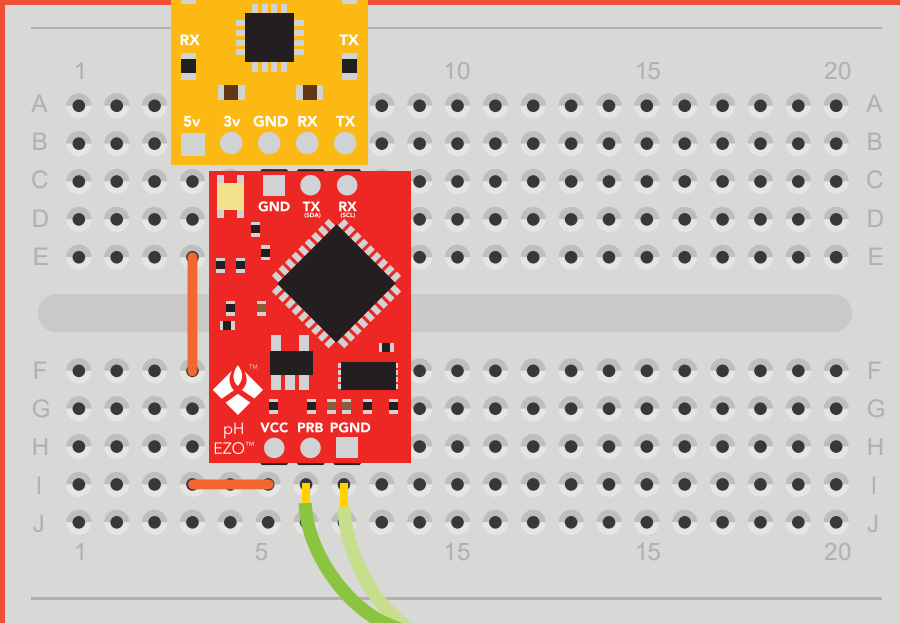 RX TX
1 10 15 20
A A
5v 3v GND RX TX
B B
C C
GND TX RX
(SDA) (SCL)
D D
E E
F F
TM
G G
VCC PRB PGND
pH
H H
EZO™
I I
J J
1 5 15 15 20